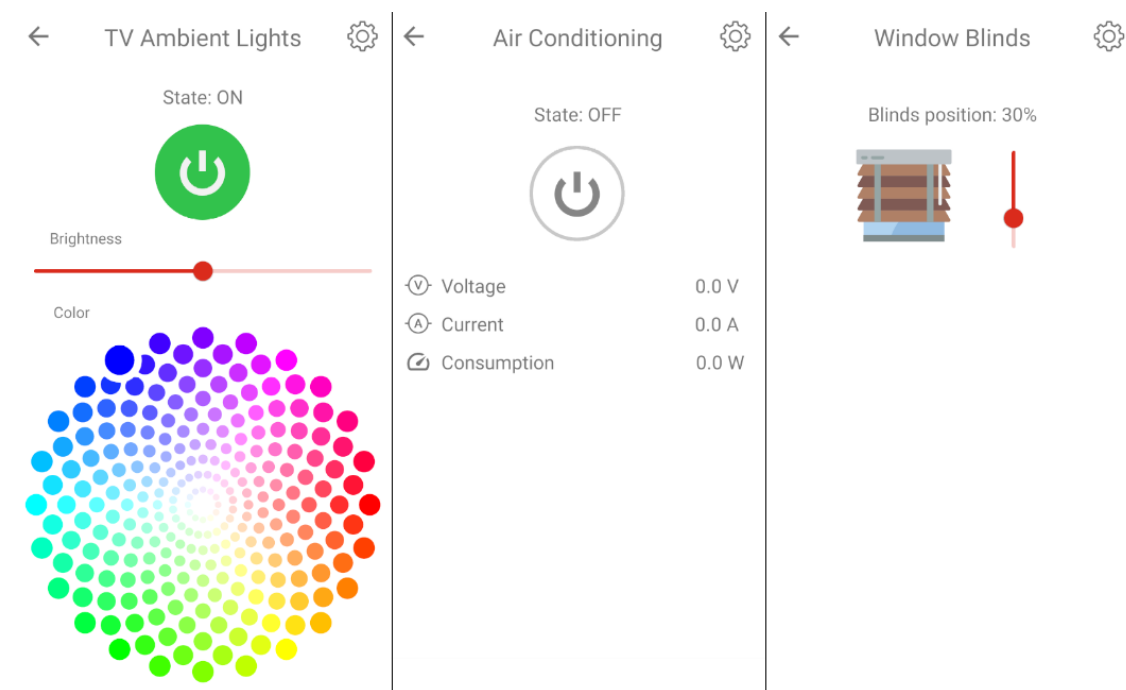 TV Ambient Lights
State: ON
Brightness
Color
Air Conditioning
State: OFF
V Voltage 0.0 V
A Current 0.0 A
Consumption 0.0 W
Window Blinds
Blinds position: 30%